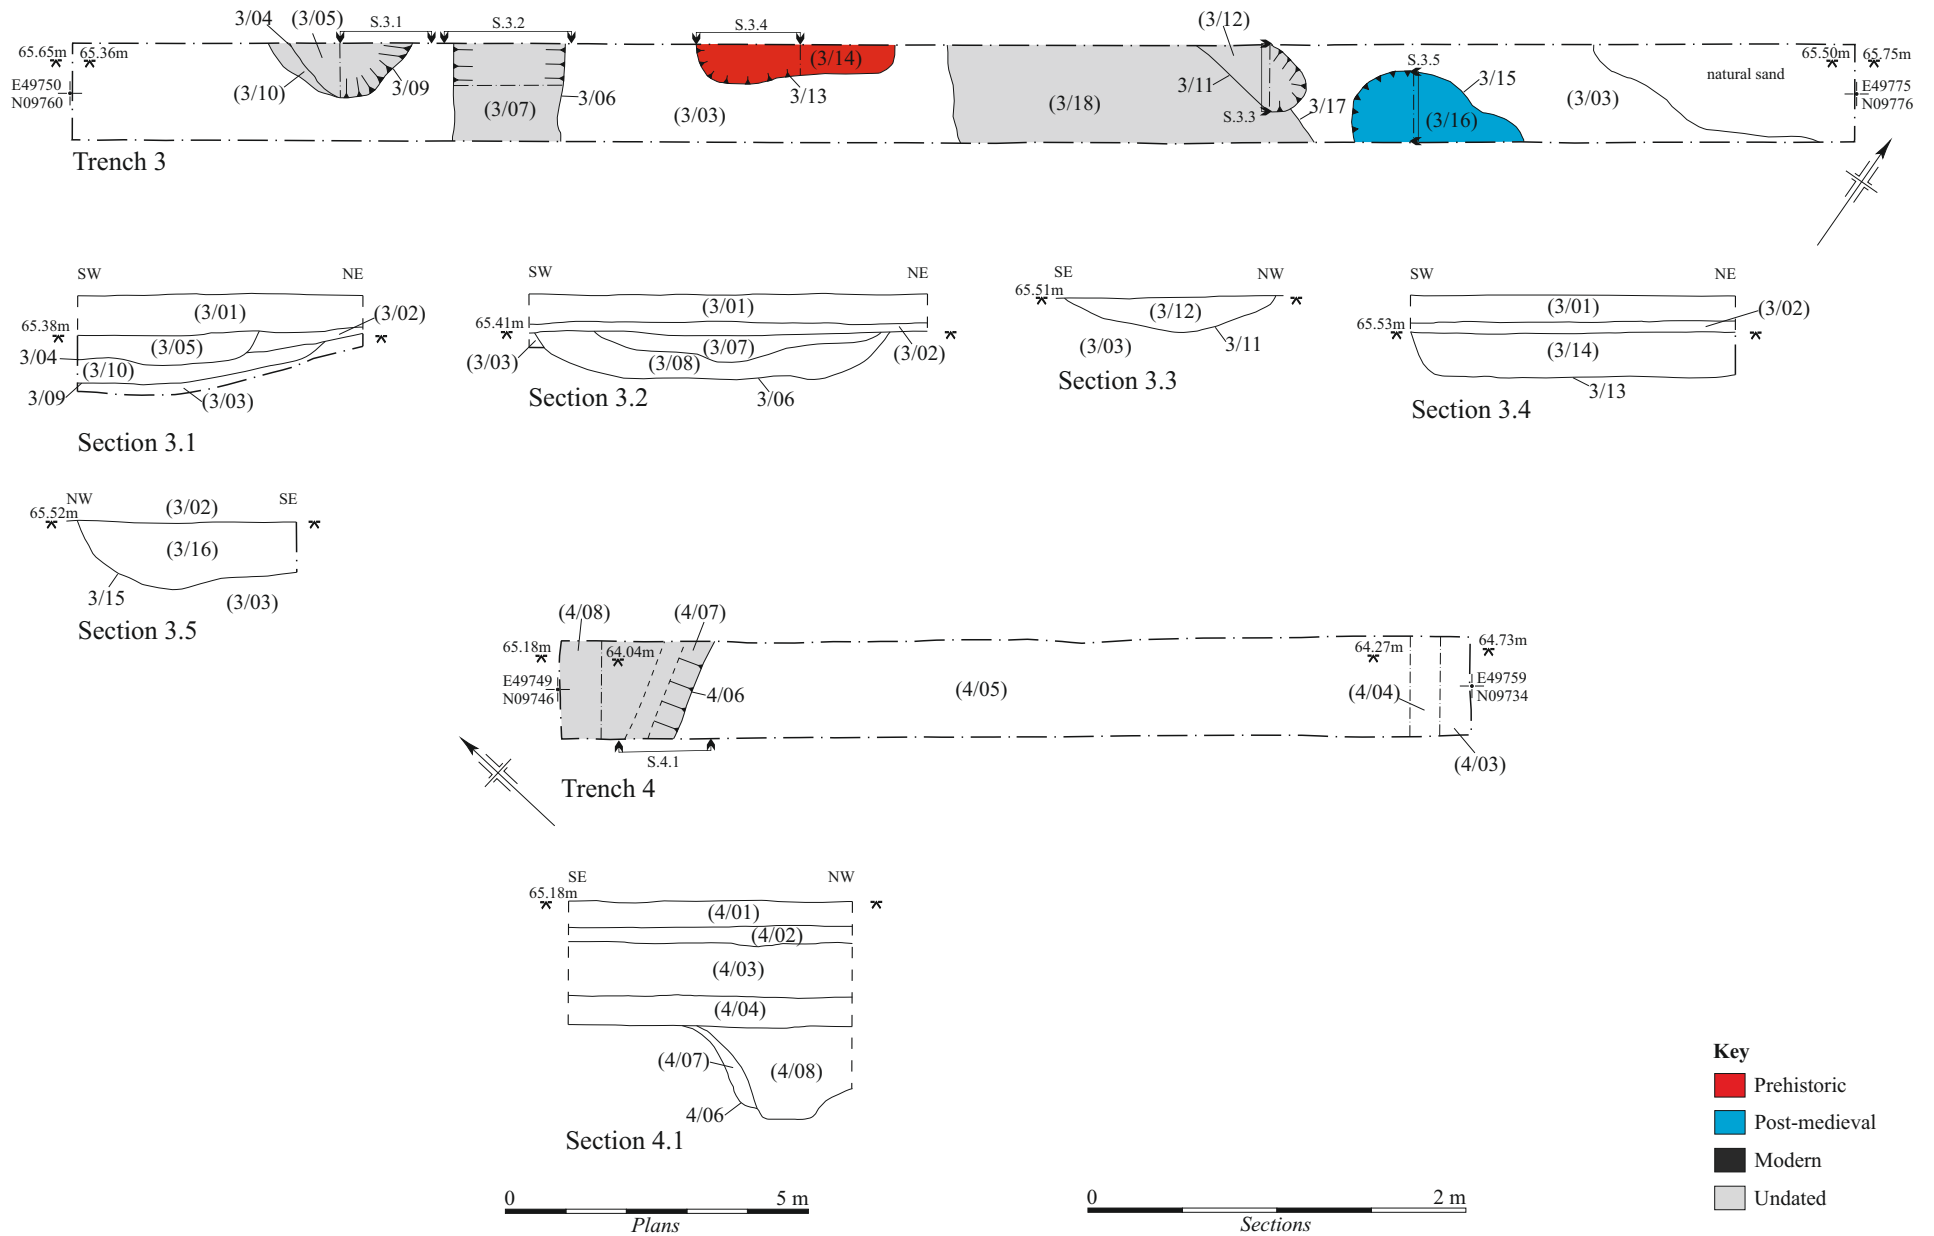 3/04 (3/05) S.3.1 S.3.2 S.3.4 (3/12)
65.65m 65.36m
E49750
N09760
(3/10) 3/09 (3/07) 3/06 (3/03) (3/14) 3/13 (3/18) 3/11 S.3.3 3/17 S.3.5 3/15 (3/16) (3/03) natural sand
65.50m 65.75m
E49775
N09776
Trench 3
SW NE
(3/01)
(3/02)
65.38m
(3/05)
3/04
(3/10)
3/09
(3/03)
Section 3.1
SW NE
(3/01)
65.41m
(3/03)
(3/07)
(3/02)
(3/08)
3/06
Section 3.2
SE NW
65.51m
(3/12)
(3/03)
3/11
Section 3.3
SW NE
(3/01)
(3/02)
65.53m
(3/14)
3/13
Section 3.4
NW SE
65.52m
(3/02)
(3/16)
3/15
(3/03)
Section 3.5
(4/08) (4/07)
65.18m 64.04m 64.27m 64.73m
E49749
N09746
4/06
(4/05)
(4/04)
E49759
N09734
(4/03)
S.4.1
Trench 4
SE NW
65.18m
(4/01)
(4/02)
(4/03)
(4/04)
(4/07)
(4/08)
4/06
Section 4.1
0 5 m
Plans
0 2 m
Sections
Key
Prehistoric
Post-medieval
Modern
Undated